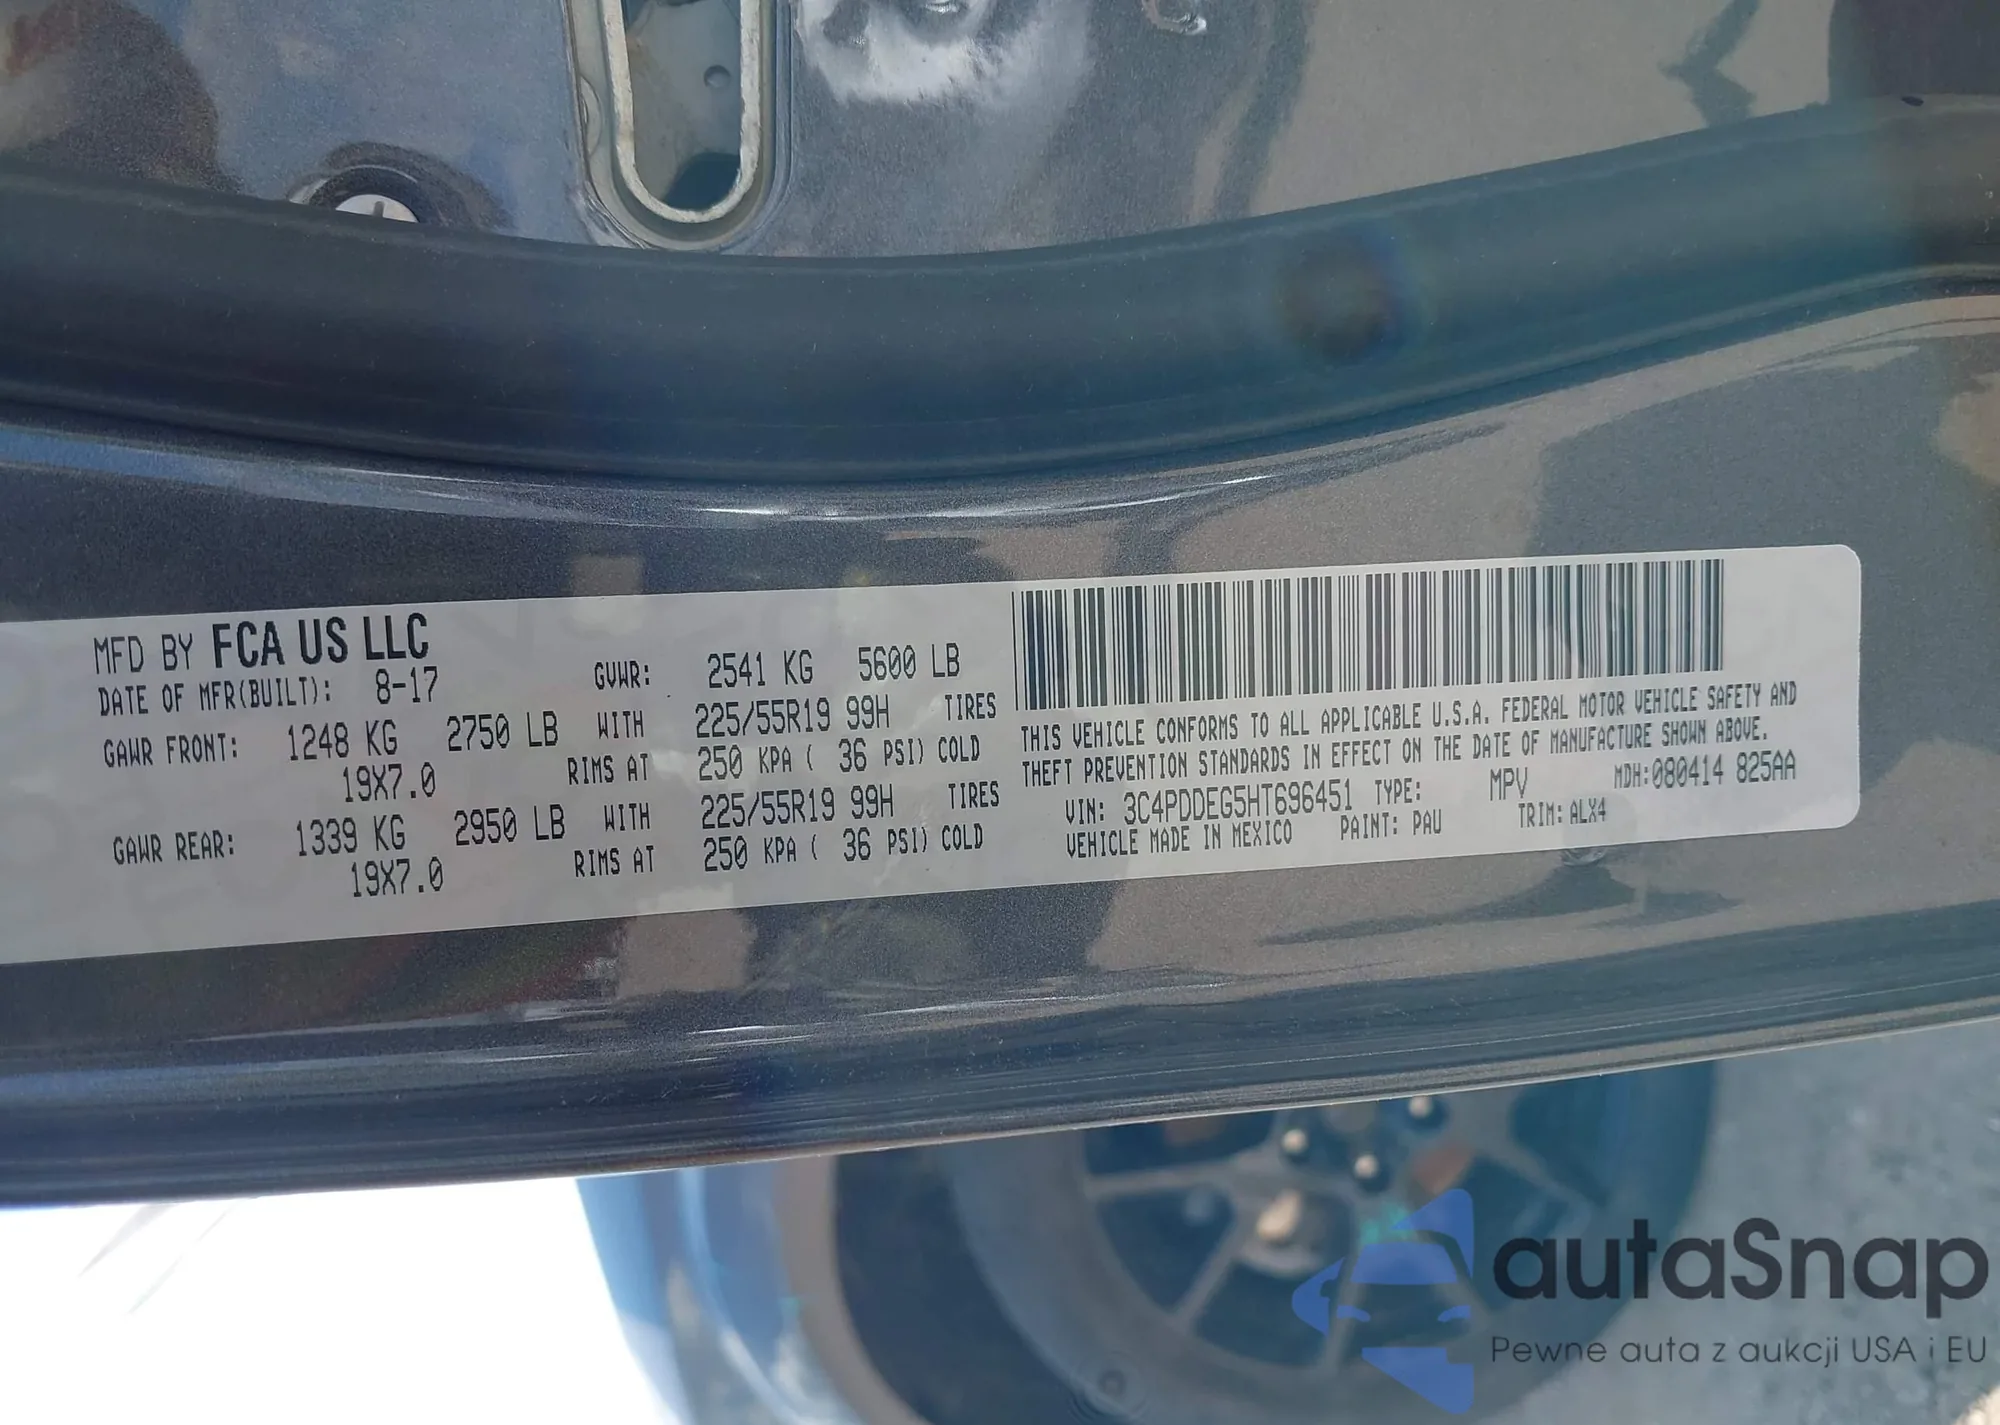 MFD BY FCA US LLC
DATE OF MFR(BUILT): 8-17 GVWR: 2541 KG 5600 LB
GAWR FRONT: 1248 KG 2750 LB WITH 225/55R19 99H TIRES
19X7.0 RIMS AT 250 KPA ( 36 PSI) COLD
GAWR REAR: 1339 KG 2950 LB WITH 225/55R19 99H TIRES
19X7.0 RIMS AT 250 KPA ( 36 PSI) COLD
THIS VEHICLE CONFORMS TO ALL APPLICABLE U.S.A. FEDERAL MOTOR VEHICLE SAFETY AND
THEFT PREVENTION STANDARDS IN EFFECT ON THE DATE OF MANUFACTURE SHOWN ABOVE.
MDH:080414 825AA
VIN: 3C4PDDEG5HT696451 TYPE: MPV
VEHICLE MADE IN MEXICO PAINT: PAU TRIM: ALX4
autaSnap
Pewne auta z aukcji USA i EU